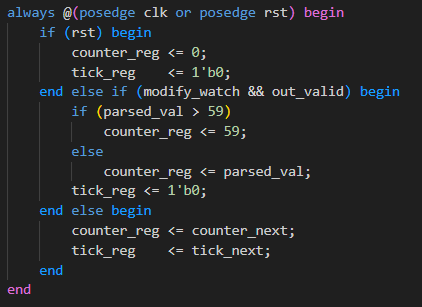 always @(posedge clk or posedge rst) begin
    if (rst) begin
        counter_reg <= 0;
        tick_reg    <= 1'b0;
    end else if (modify_watch && out_valid) begin
        if (parsed_val > 59)
            counter_reg <= 59;
        else
            counter_reg <= parsed_val;
        tick_reg <= 1'b0;
    end else begin
        counter_reg <= counter_next;
        tick_reg    <= tick_next;
    end
end